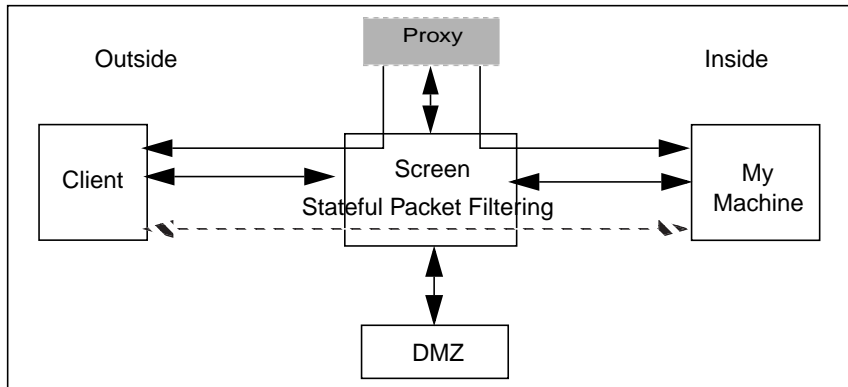 Proxy
Outside
Inside
Client
Screen
Stateful Packet Filtering
My
Machine
DMZ